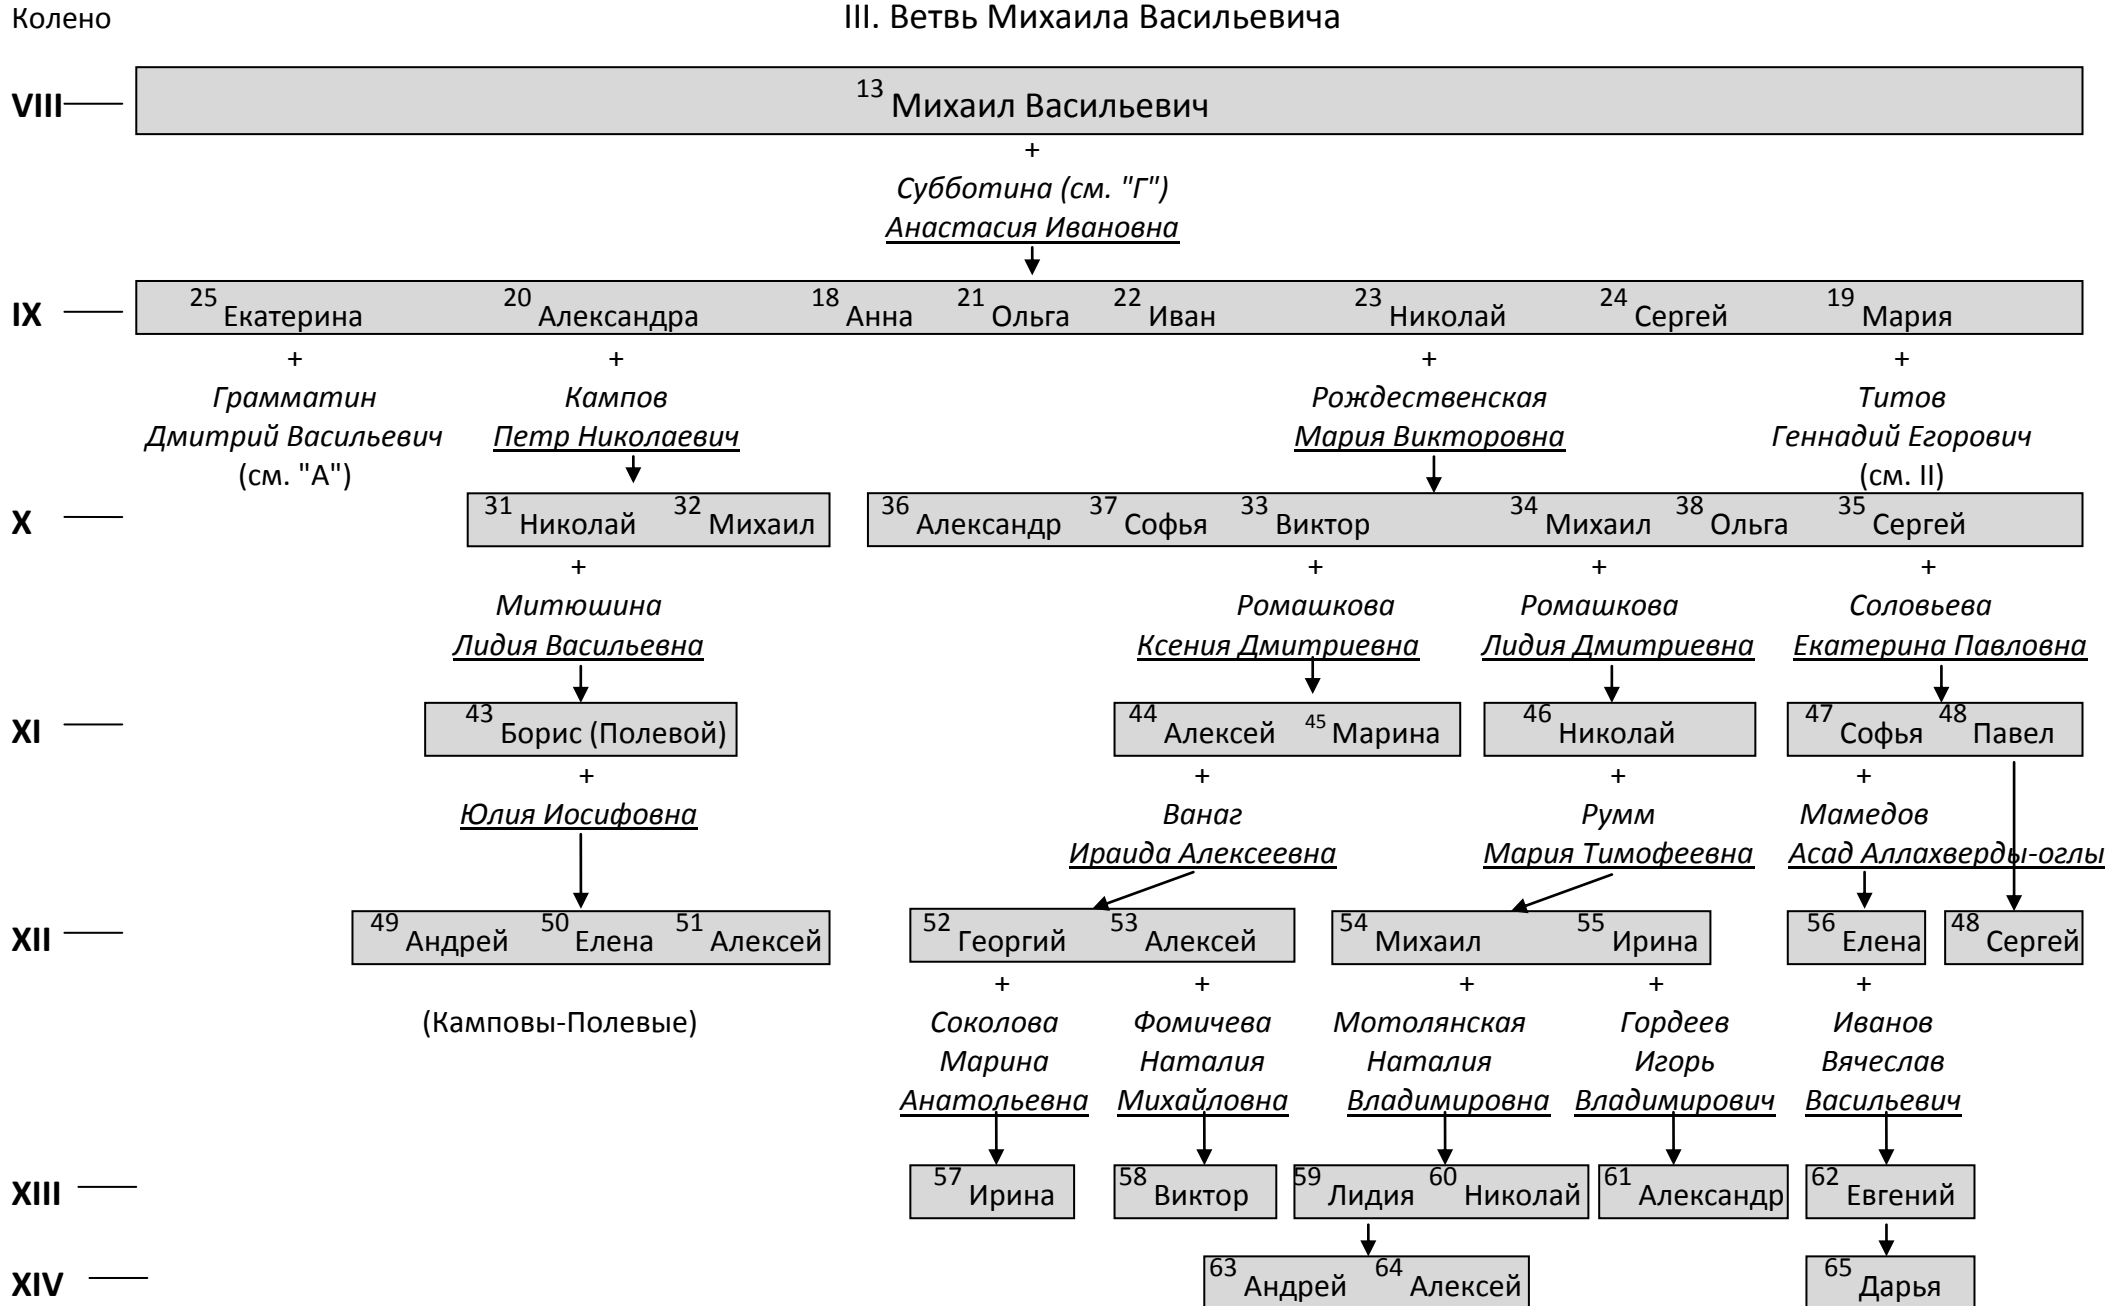 Колено
III. Ветвь Михаила Васильевича
VIII
13 Михаил Васильевич
+
Субботина (см. "Г")
Анастасия Ивановна
IX
25 Екатерина 20 Александра 18 Анна 21 Ольга 22 Иван 23 Николай 24 Сергей 19 Мария
+ + + +
Грамматин Кампов Рождественская Титов
Дмитрий Васильевич Петр Николаевич Мария Викторовна Геннадий Егорович
(см. "А") (см. II)
X
31 Николай 32 Михаил 36 Александр 37 Софья 33 Виктор 34 Михаил 38 Ольга 35 Сергей
+ + + +
Митюшина Ромашкова Ромашкова Соловьева
Лидия Васильевна Ксения Дмитриевна Лидия Дмитриевна Екатерина Павловна
XI
43 Борис (Полевой) 44 Алексей 45 Марина 46 Николай 47 Софья 48 Павел
+ + + +
Юлия Иосифовна Ванаг Румм Мамедов
Ираида Алексеевна Мария Тимофеевна Асад Аллахверды-оглы
XII
49 Андрей 50 Елена 51 Алексей 52 Георгий 53 Алексей 54 Михаил 55 Ирина 56 Елена 48 Сергей
+ + + + +
(Камповы-Полевые) Соколова Фомичева Мотолянская Гордеев Иванов
Марина Наталия Наталия Игорь Вячеслав
Анатольевна Михайловна Владимировна Владимирович Васильевич
XIII
57 Ирина 58 Виктор 59 Лидия 60 Николай 61 Александр 62 Евгений
XIV
63 Андрей 64 Алексей 65 Дарья